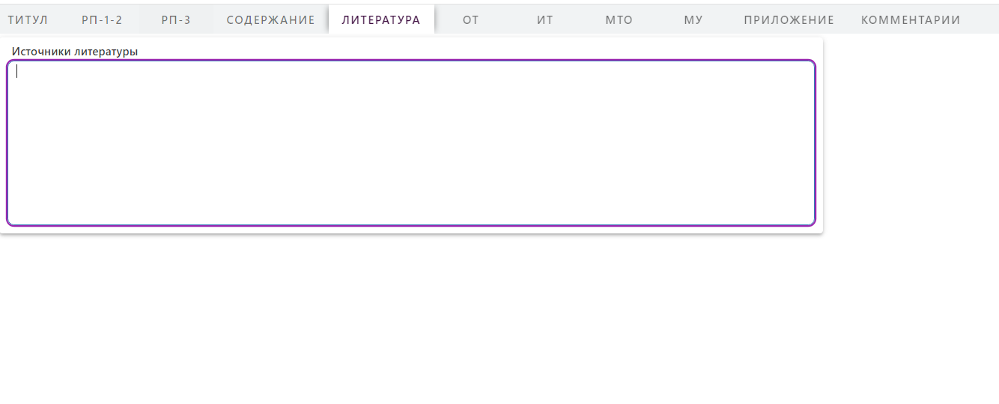 ТИТУЛ РП-1-2 РП-3 СОДЕРЖАНИЕ ЛИТЕРАТУРА ОТ ИТ МТО МУ ПРИЛОЖЕНИЕ КОММЕНТАРИИ
Источники литературы